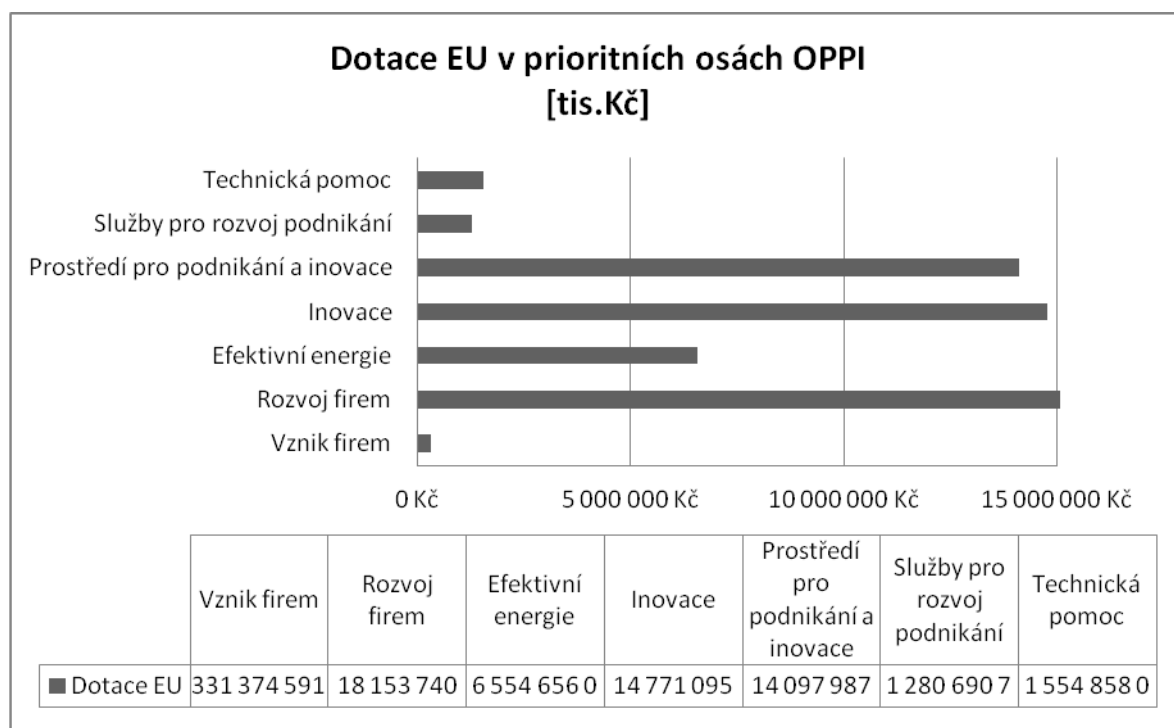 Dotace EU v prioritních osách OPPI
[tis.Kč]
Technická pomoc
Služby pro rozvoj podnikání
Prostředí pro podnikání a inovace
Inovace
Efektivní energie
Rozvoj firem
Vznik firem
0 Kč 5 000 000 Kč 10 000 000 Kč 15 000 000 Kč
Vznik firem
Rozvoj
firem
Efektivní
energie
Inovace
Prostředí
pro
podnikání a
inovace
Služby pro
rozvoj
podnikání
Technická
pomoc
Dotace EU 331 374 591 18 153 740 6 554 656 0 14 771 095 14 097 987 1 280 690 7 1 554 858 0